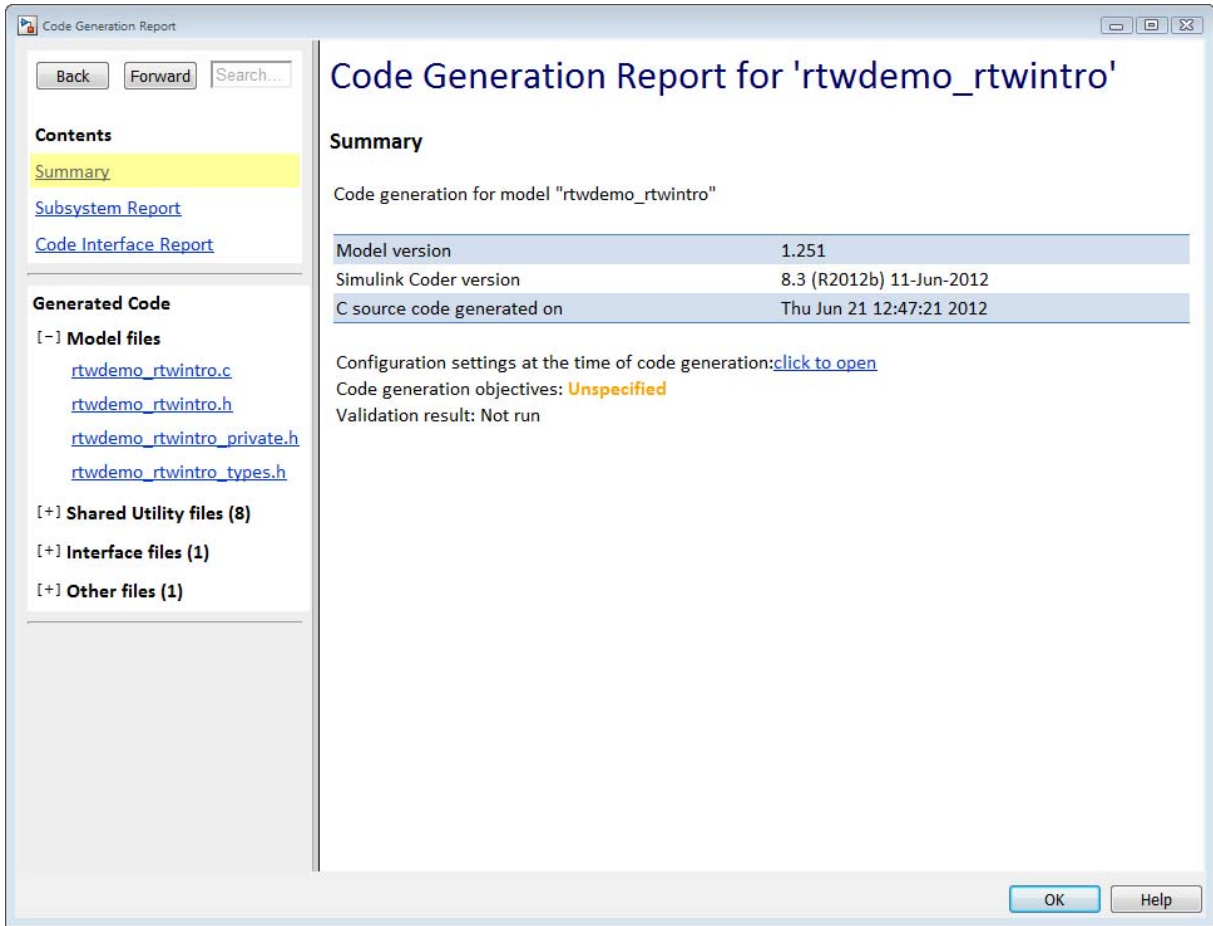 Code Generation Report
Back Forward Search...
Contents
Summary
Subsystem Report
Code Interface Report
Generated Code
[-] Model files
rtwdemo_rtwintro.c
rtwdemo_rtwintro.h
rtwdemo_rtwintro_private.h
rtwdemo_rtwintro_types.h
[+] Shared Utility files (8)
[+] Interface files (1)
[+] Other files (1)
Code Generation Report for 'rtwdemo_rtwintro'
Summary
Code generation for model "rtwdemo_rtwintro"
Model version 1.251
Simulink Coder version 8.3 (R2012b) 11-Jun-2012
C source code generated on Thu Jun 21 12:47:21 2012
Configuration settings at the time of code generation:click to open
Code generation objectives: Unspecified
Validation result: Not run
OK Help